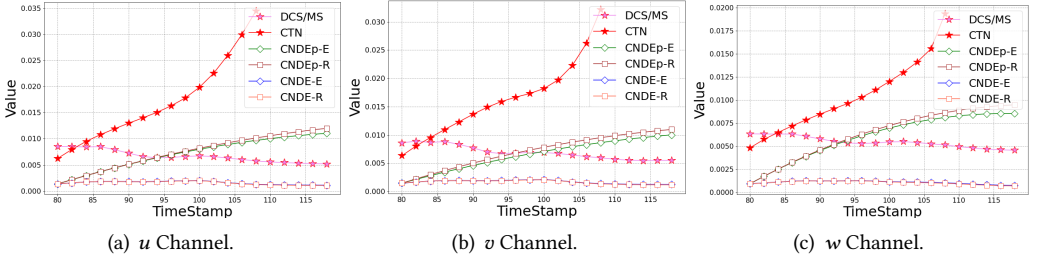 0.035
0.030
0.025
0.020
0.015
0.010
0.005
0.000
Value
80 85 90 95 100 105 110 115
TimeStamp
DCS/MS
CTN
CNDEp-E
CNDEp-R
CNDE-E
CNDE-R
(a) u Channel.
0.030
0.020
0.015
0.010
0.005
0.000
Value
80 85 90 95 100 105 110 115
TimeStamp
DCS/MS
CTN
CNDEp-E
CNDEp-R
CNDE-E
CNDE-R
(b) v Channel.
0.0200
0.0175
0.0150
0.0125
0.0100
0.0075
0.0050
0.0025
0.0000
Value
80 85 90 95 100 105 110 115
TimeStamp
DCS/MS
CTN
CNDEp-E
CNDEp-R
CNDE-E
CNDE-R
(c) w Channel.